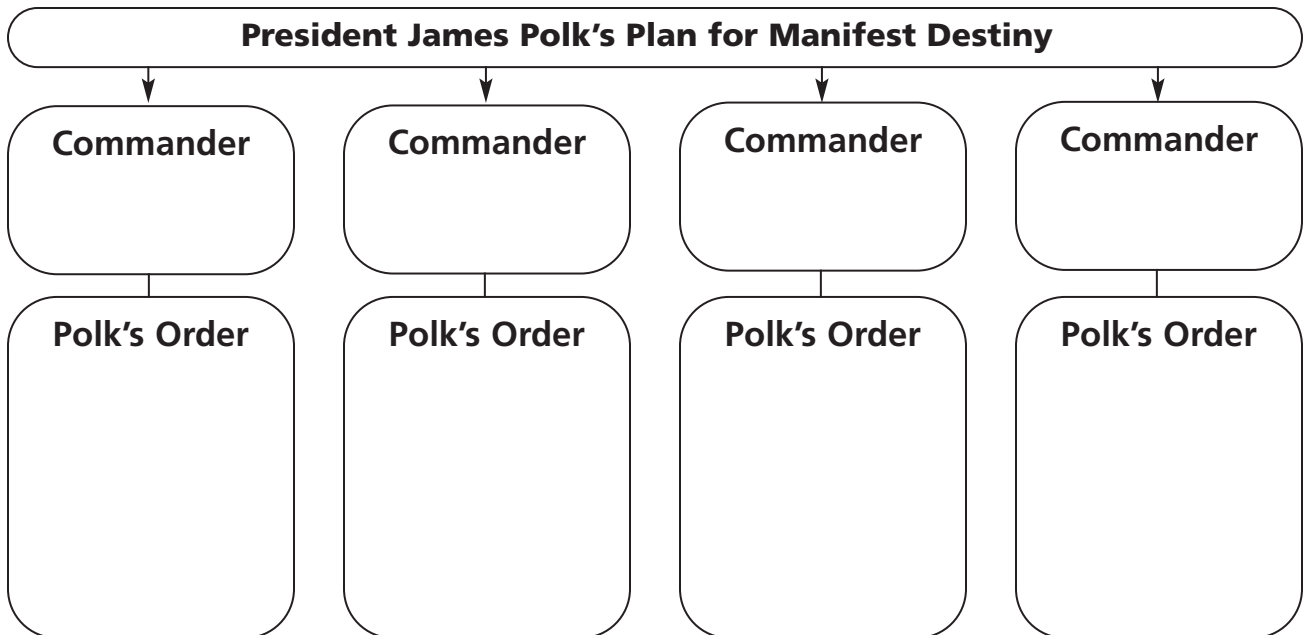 President James Polk’s Plan for Manifest Destiny
Commander
Commander
Commander
Commander
Polk’s Order
Polk’s Order
Polk’s Order
Polk’s Order